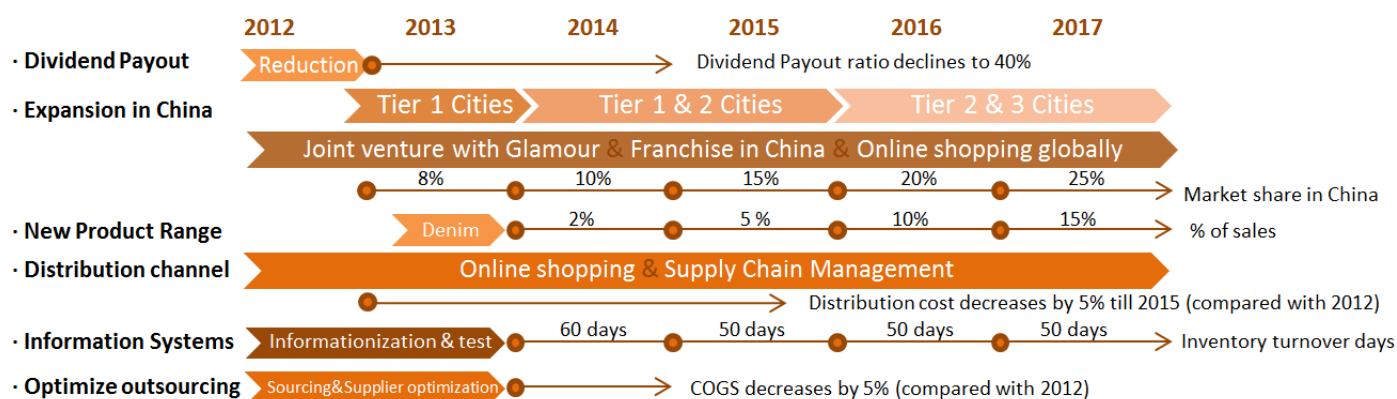 2012 2013 2014 2015 2016 2017
· Dividend Payout Reduction Dividend Payout ratio declines to 40%
· Expansion in China Tier 1 Cities Tier 1 & 2 Cities Tier 2 & 3 Cities
Joint venture with Glamour & Franchise in China & Online shopping globally
8% 10% 15% 20% 25% Market share in China
· New Product Range Denim 2% 5 % 10% 15% % of sales
· Distribution channel Online shopping & Supply Chain Management
Distribution cost decreases by 5% till 2015 (compared with 2012)
· Information Systems Informationization & test 60 days 50 days 50 days 50 days Inventory turnover days
· Optimize outsourcing Sourcing&Supplier optimization COGS decreases by 5% (compared with 2012)